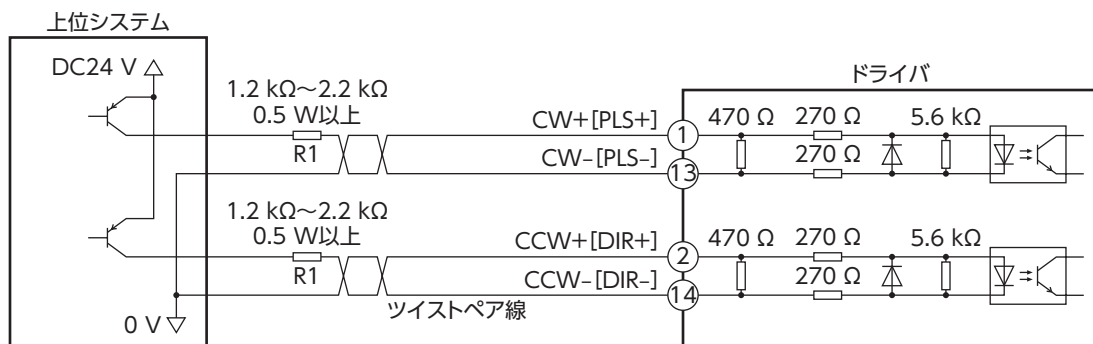 上位システム
DC24 V
ドライバ
1.2 kΩ～2.2 kΩ
0.5 W以上
R1
CW+[PLS+]
CW–[PLS–]
1
13
470 Ω
270 Ω
270 Ω
5.6 kΩ
1.2 kΩ～2.2 kΩ
0.5 W以上
R1
CCW+[DIR+]
CCW–[DIR–]
2
14
470 Ω
270 Ω
270 Ω
5.6 kΩ
ツイストペア線
0 V